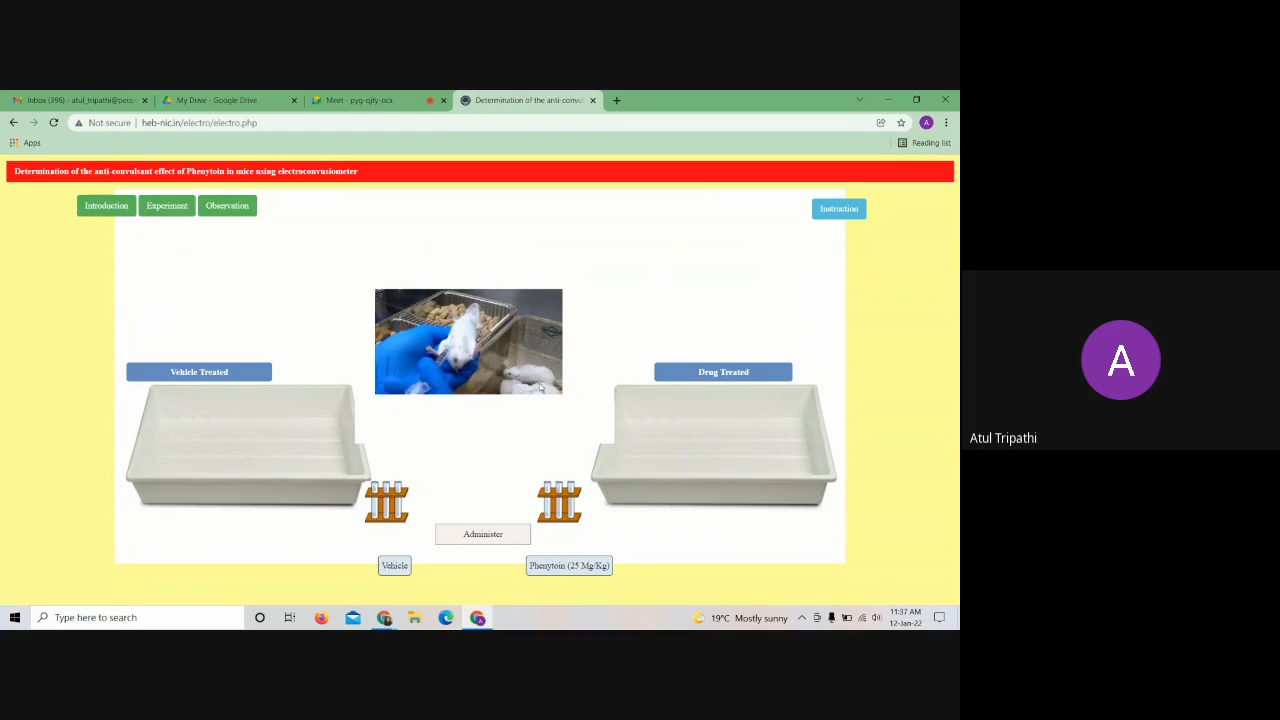 Inbox (396) - atul_tripathi@peop
My Drive - Google Drive
Meet - pyg-qjty-ocx
Determination of the anti-convul
Not secure
heb-nic.in/electro/electro.php
A
Apps
Reading list
Determination of the anti-convulsant effect of Phenytoin in mice using electroconvusiometer
Introduction
Experiment
Observation
Instruction
Vehicle Treated
Drug Treated
Administer
Vehicle
Phenytoin (25 Mg/Kg)
A
Atul Tripathi
Type here to search
19°C Mostly sunny
11:37 AM
12-Jan-22